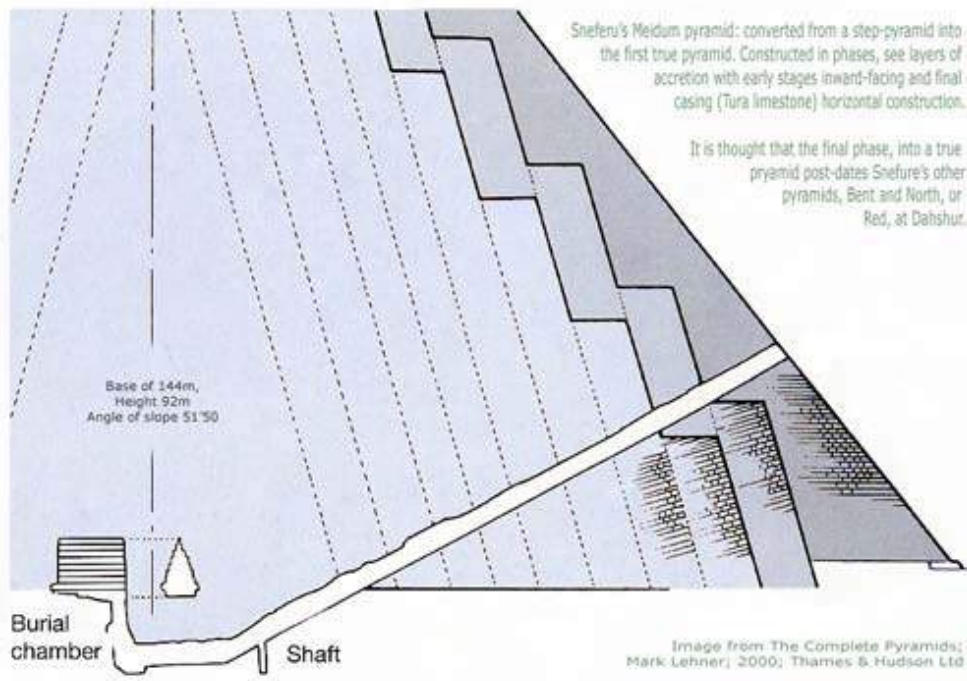 Sneferu's Meidum pyramid: converted from a step-pyramid into
the first true pyramid. Constructed in phases, see layers of
accretion with early stages inward-facing and final
casing (Tura limestone) horizontal construction.
It is thought that the final phase, into a true
pryamid post-dates Snefure's other
pyramids, Bent and North, or
Red, at Dahshur.
Base of 144m,
Height 92m
Angle of slope 51'50
Burial
chamber
Shaft
Image from The Complete Pyramids;
Mark Lehner; 2000; Thames & Hudson Ltd